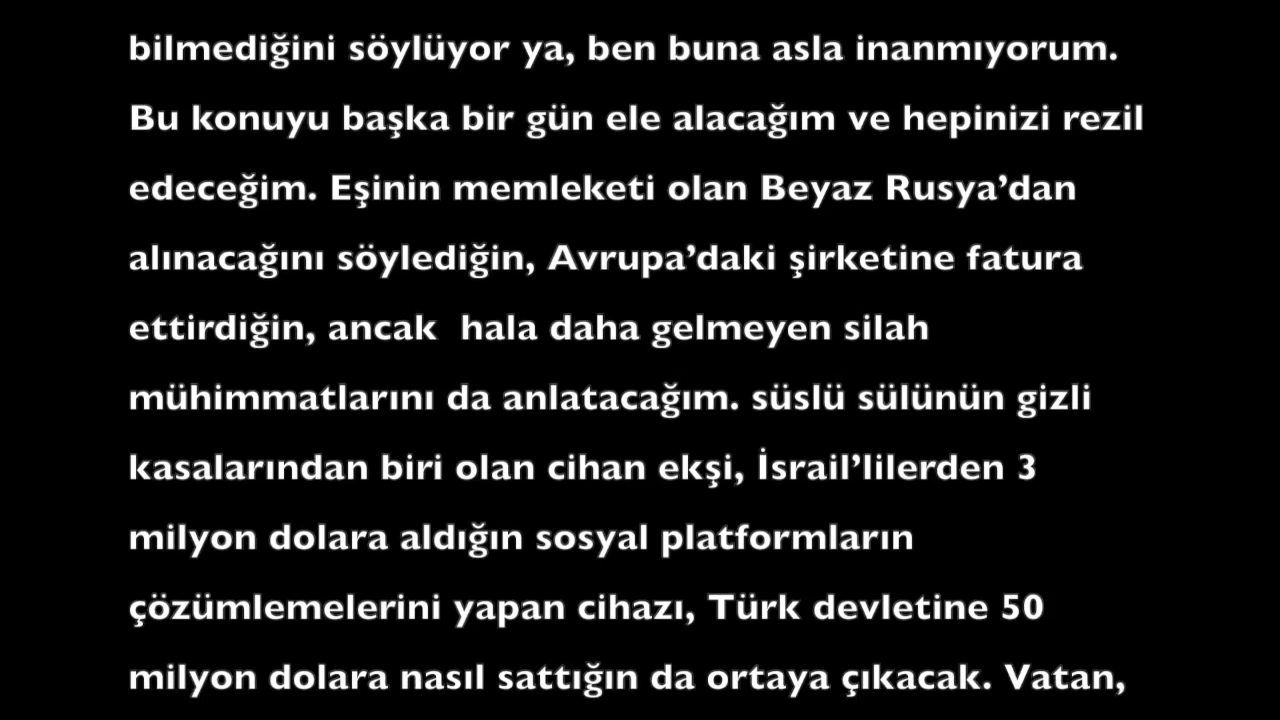 bilmediğini söylüyor ya, ben buna asla inanmıyorum.
Bu konuyu başka bir gün ele alacağım ve hepinizi rezil
edeceğim. Eşinin memleketi olan Beyaz Rusya’dan
alınacağını söylediğin, Avrupa’daki şirketine fatura
ettirdiğin, ancak  hala daha gelmeyen silah
mühimmatlarını da anlatacağım. süslü sülünün gizli
kasalarından biri olan cihan ekşi, İsrail’lilerden 3
milyon dolara aldığın sosyal platformların
çözümlemelerini yapan cihazı, Türk devletine 50
milyon dolara nasıl sattığın da ortaya çıkacak. Vatan,